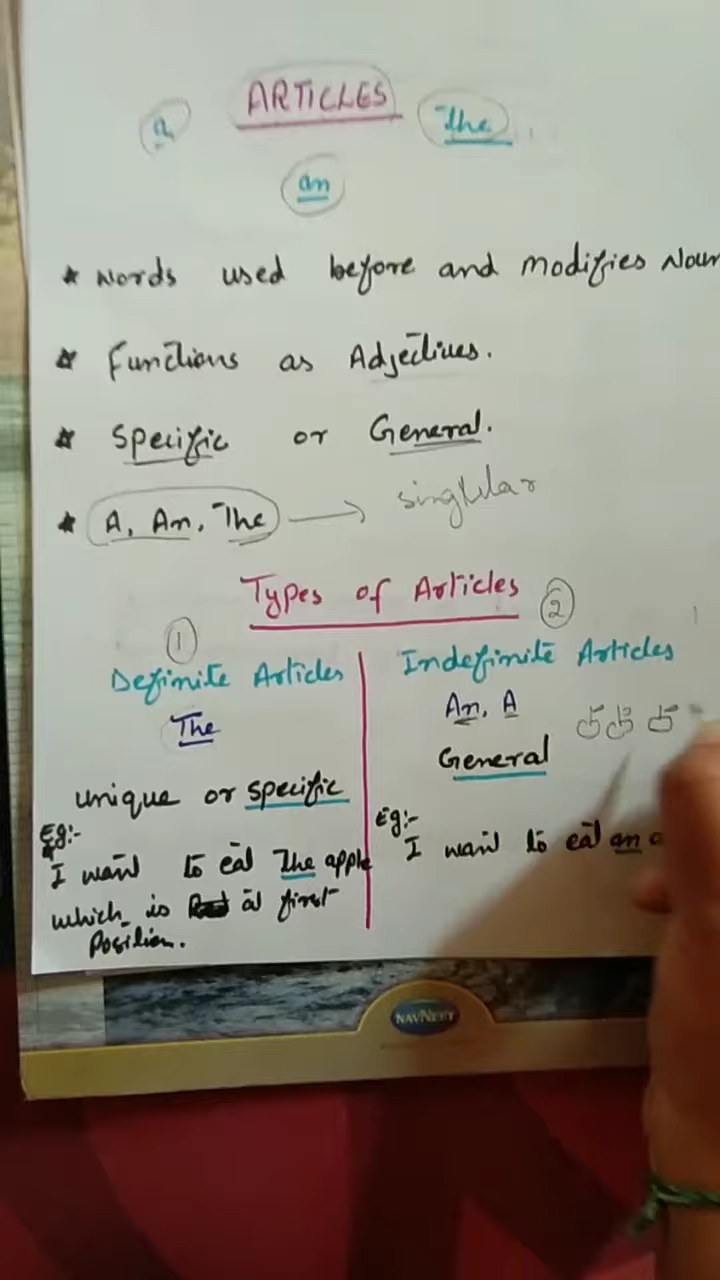 ARTICLES
a
The
an
* Words used before and modifies Noun
* Functions as Adjectives.
* Specific or General.
* A, An, The → singular
Types of Articles
1
Definite Articles
The
unique or specific
Eg:-
I want to eat The apple
which is at first
Position.
2
Indefinite Articles
An, A
General
Eg:-
I want to eat an a
NAVNEET